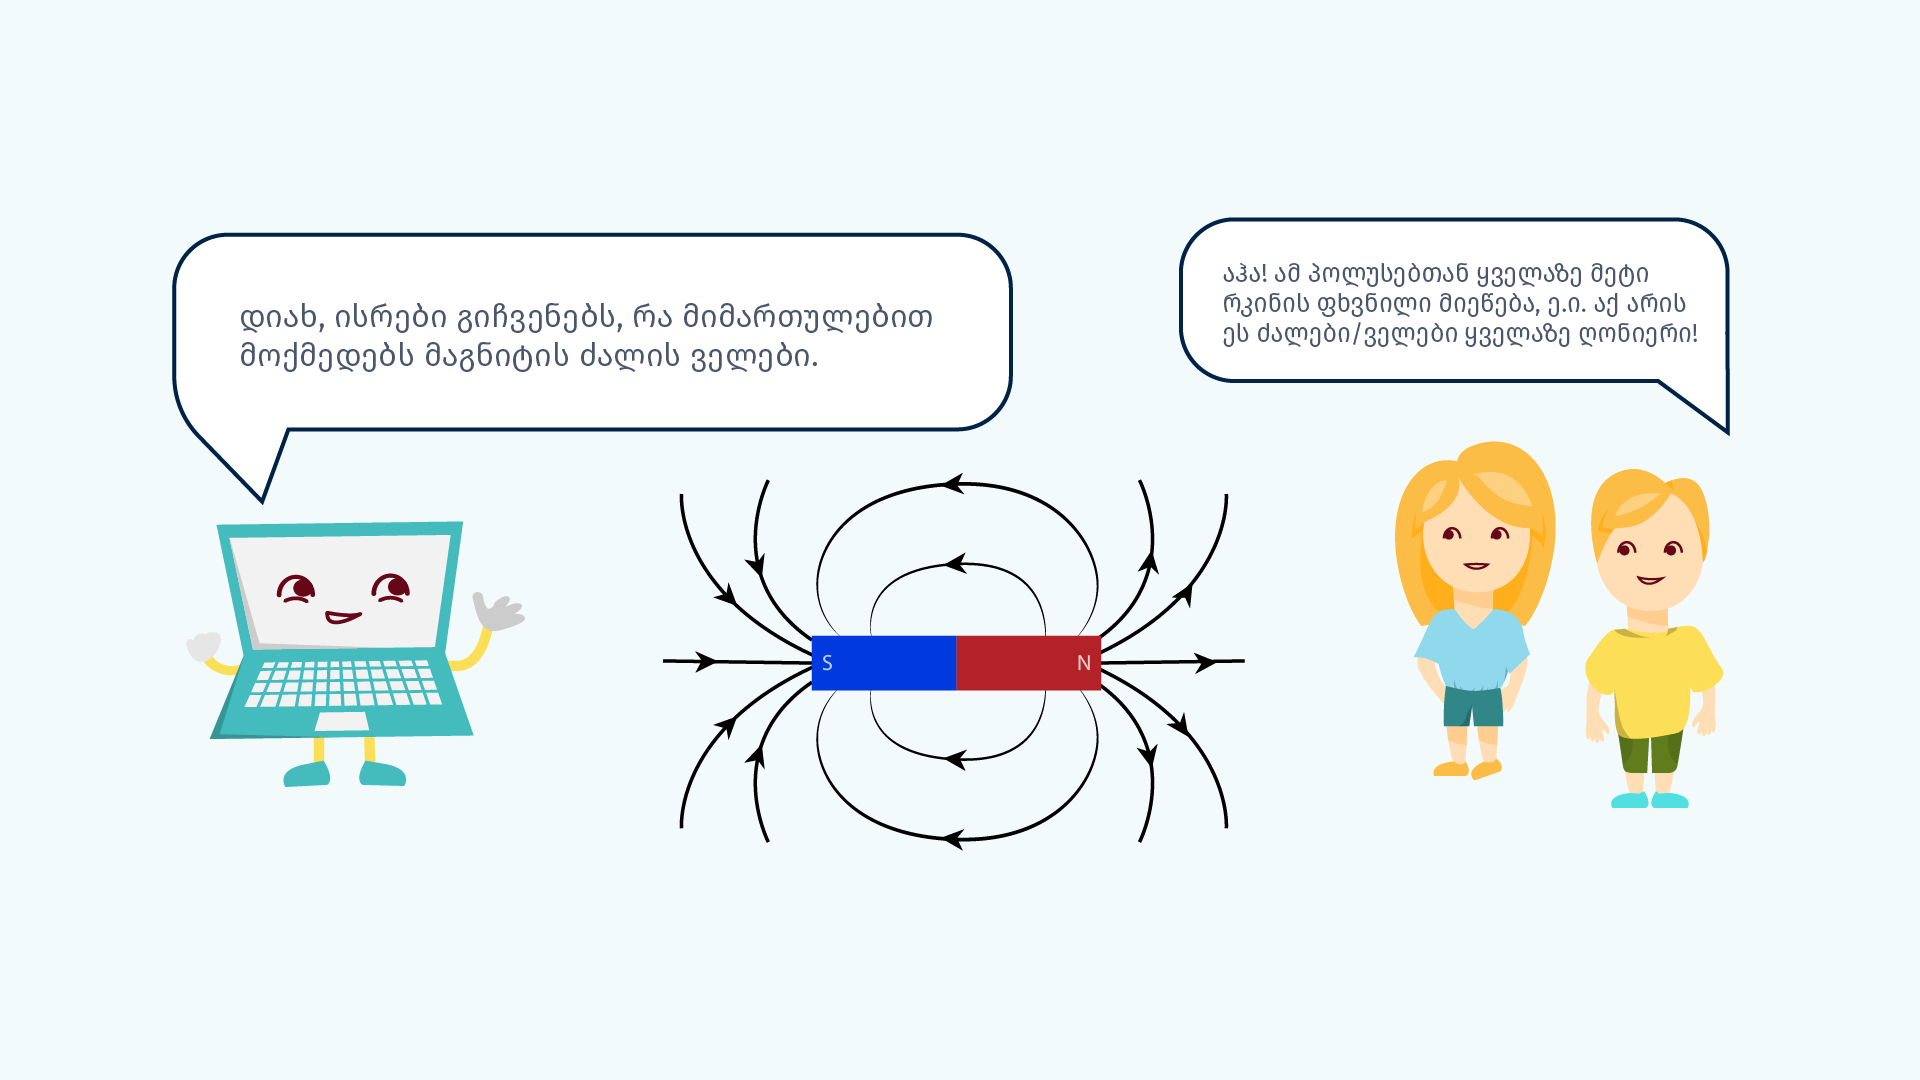 დიახ, ისრები გიჩვენებს, რა მიმართულებით
მოქმედებს მაგნიტის ძალის ველები.
აჰა! ამ პოლუსებთან ყველაზე მეტი
რკინის ფხვნილი მიეწება, ე.ი. აქ არის
ეს ძალები/ველები ყველაზე ღონიერი!
S
N